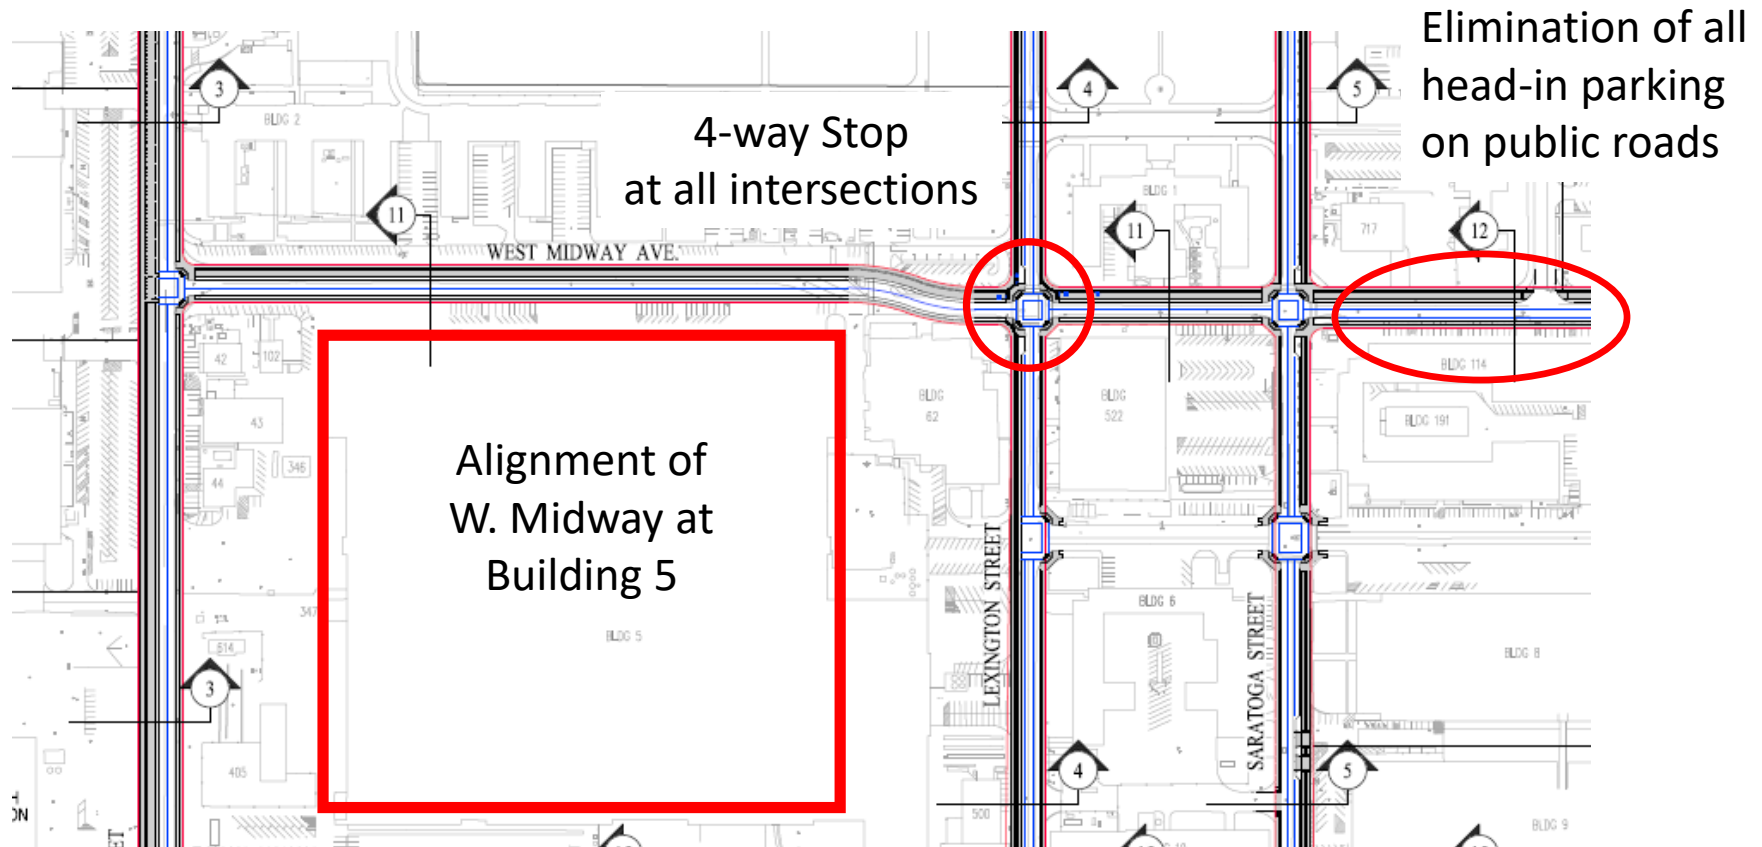 Elimination of all
head-in parking
on public roads
3
4
5
BLDG 2
4-way Stop
at all intersections
BLDG 1
11
11
717
12
WEST MIDWAY AVE.
42
102
BLDG 114
BLDG
62
BLDG
522
43
BLDG 191
346
44
Alignment of
W. Midway at
Building 5
LEXINGTON STREET
SARATOGA STREET
347
BLDG 6
BLDG 5
614
BLDG 8
3
405
4
5
500
ON
BLDG 9